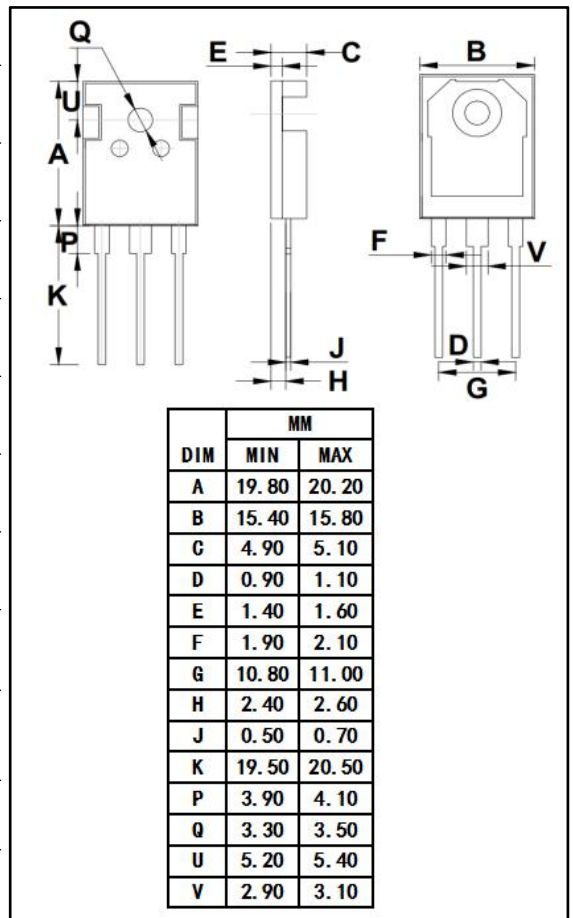 Q
E
C
B
U
A
P
K
J
H
F
V
D
G
MM
DIM MIN MAX
A 19.80 20.20
B 15.40 15.80
C 4.90 5.10
D 0.90 1.10
E 1.40 1.60
F 1.90 2.10
G 10.80 11.00
H 2.40 2.60
J 0.50 0.70
K 19.50 20.50
P 3.90 4.10
Q 3.30 3.50
U 5.20 5.40
V 2.90 3.10